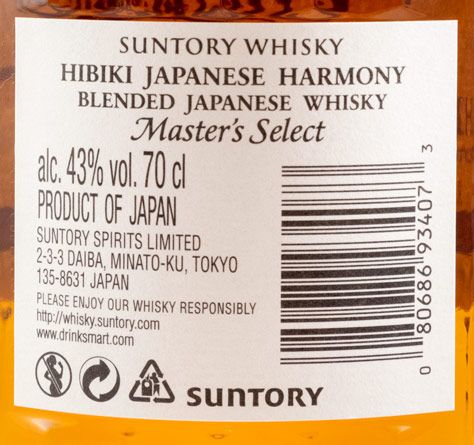 SUNTORY WHISKY
HIBIKI JAPANESE HARMONY
BLENDED JAPANESE WHISKY
Master's Select
alc. 43% vol. 70 cl
PRODUCT OF JAPAN
SUNTORY SPIRITS LIMITED
2-3-3 DAIBA, MINATO-KU, TOKYO
135-8631 JAPAN
PLEASE ENJOY OUR WHISKY RESPONSIBLY
http://whisky.suntory.com
www.drinksmart.com
SUNTORY
0 80686 93407 3